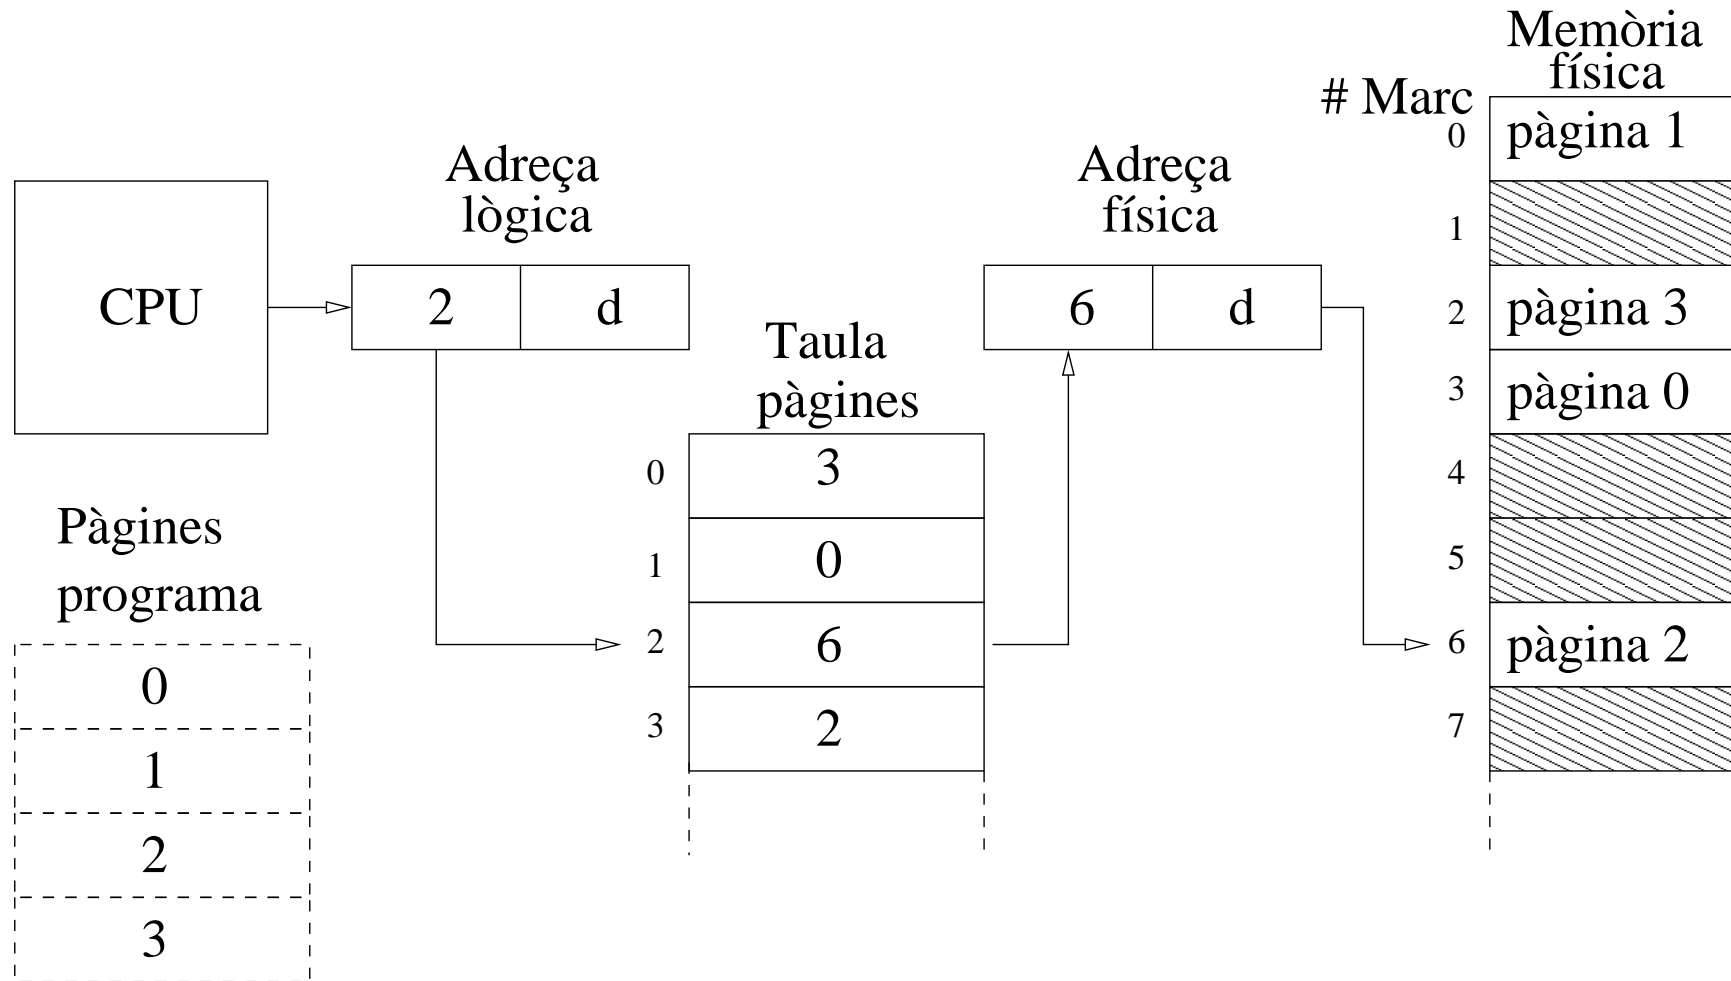 Memòria
física
# Marc
0 pàgina 1
1
2 pàgina 3
3 pàgina 0
4
5
6 pàgina 2
7
CPU
Adreça
lògica
2 d
Adreça
física
6 d
Taula
pàgines
0 3
1 0
2 6
3 2
Pàgines
programa
0
1
2
3